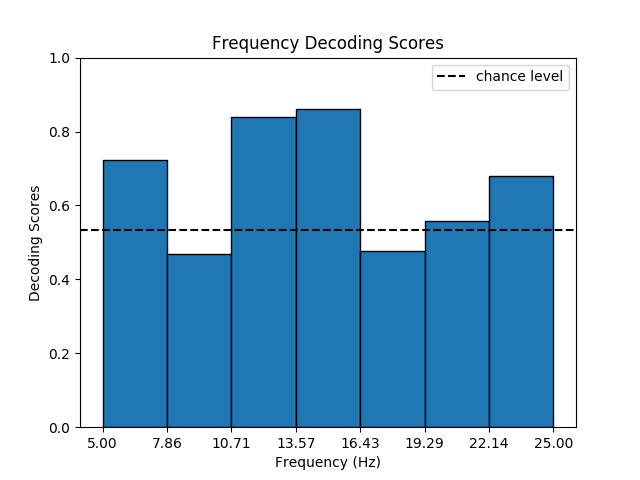 Frequency Decoding Scores
chance level
1.0
0.8
0.6
0.4
0.2
0.0
Decoding Scores
5.00 7.86 10.71 13.57 16.43 19.29 22.14 25.00
Frequency (Hz)